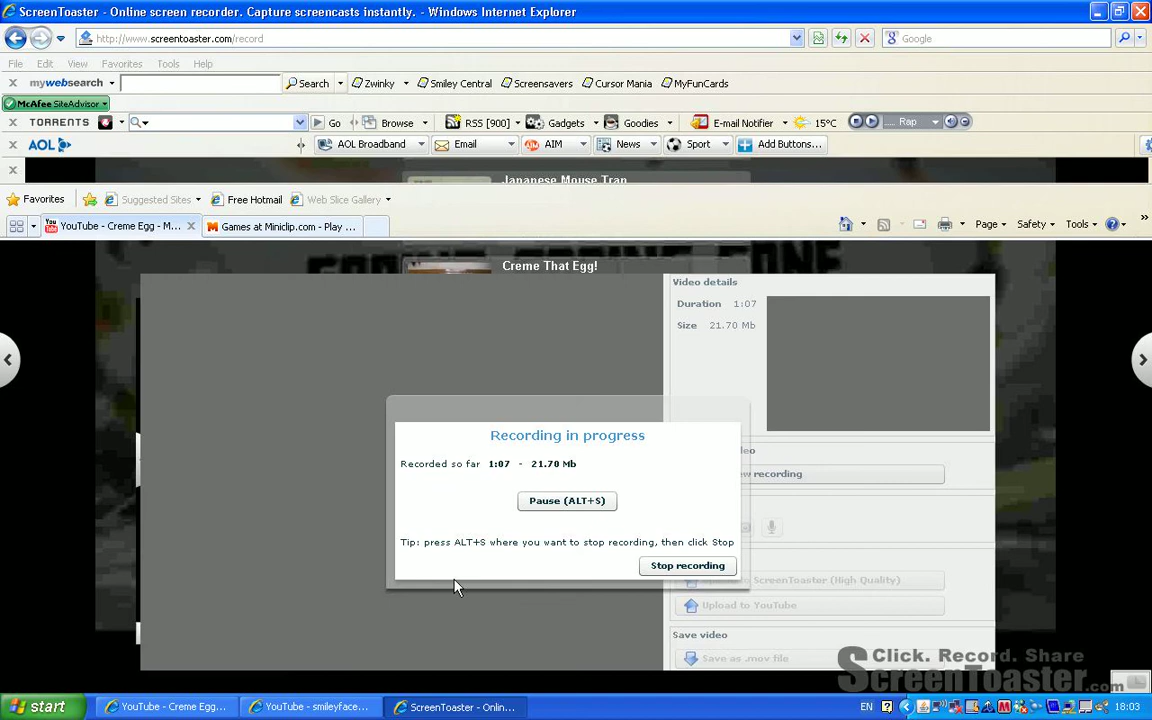 ScreenToaster - Online screen recorder. Capture screencasts instantly. - Windows Internet Explorer
http://www.screentoaster.com/record
Google
File Edit View Favorites Tools Help
x mywebsearch Search Zwinky Smiley Central Screensavers Cursor Mania MyFunCards
McAfee SiteAdvisor
x TORRENTS Go Browse RSS [900] Gadgets Goodies E-mail Notifier 15°C .... Rap
x AOL AOL Broadband Email AIM News Sport Add Buttons...
x
Japanese Mouse Trap
Favorites Suggested Sites Free Hotmail Web Slice Gallery
YouTube - Creme Egg - M... x Games at Miniclip.com - Play ... Page Safety Tools
Creme That Egg!
Video details
Duration 1:07
Size 21.70 Mb
Recording in progress
Recorded so far 1:07 - 21.70 Mb
Pause (ALT+S)
Tip: press ALT+S where you want to stop recording, then click Stop
Stop recording
ScreenToaster (High Quality)
Upload to YouTube
Save video
Save as .mov file
Click. Record. Share
ScreenToaster.com
start YouTube - Creme Egg... YouTube - smileyface... ScreenToaster - Onlin... EN 18:03